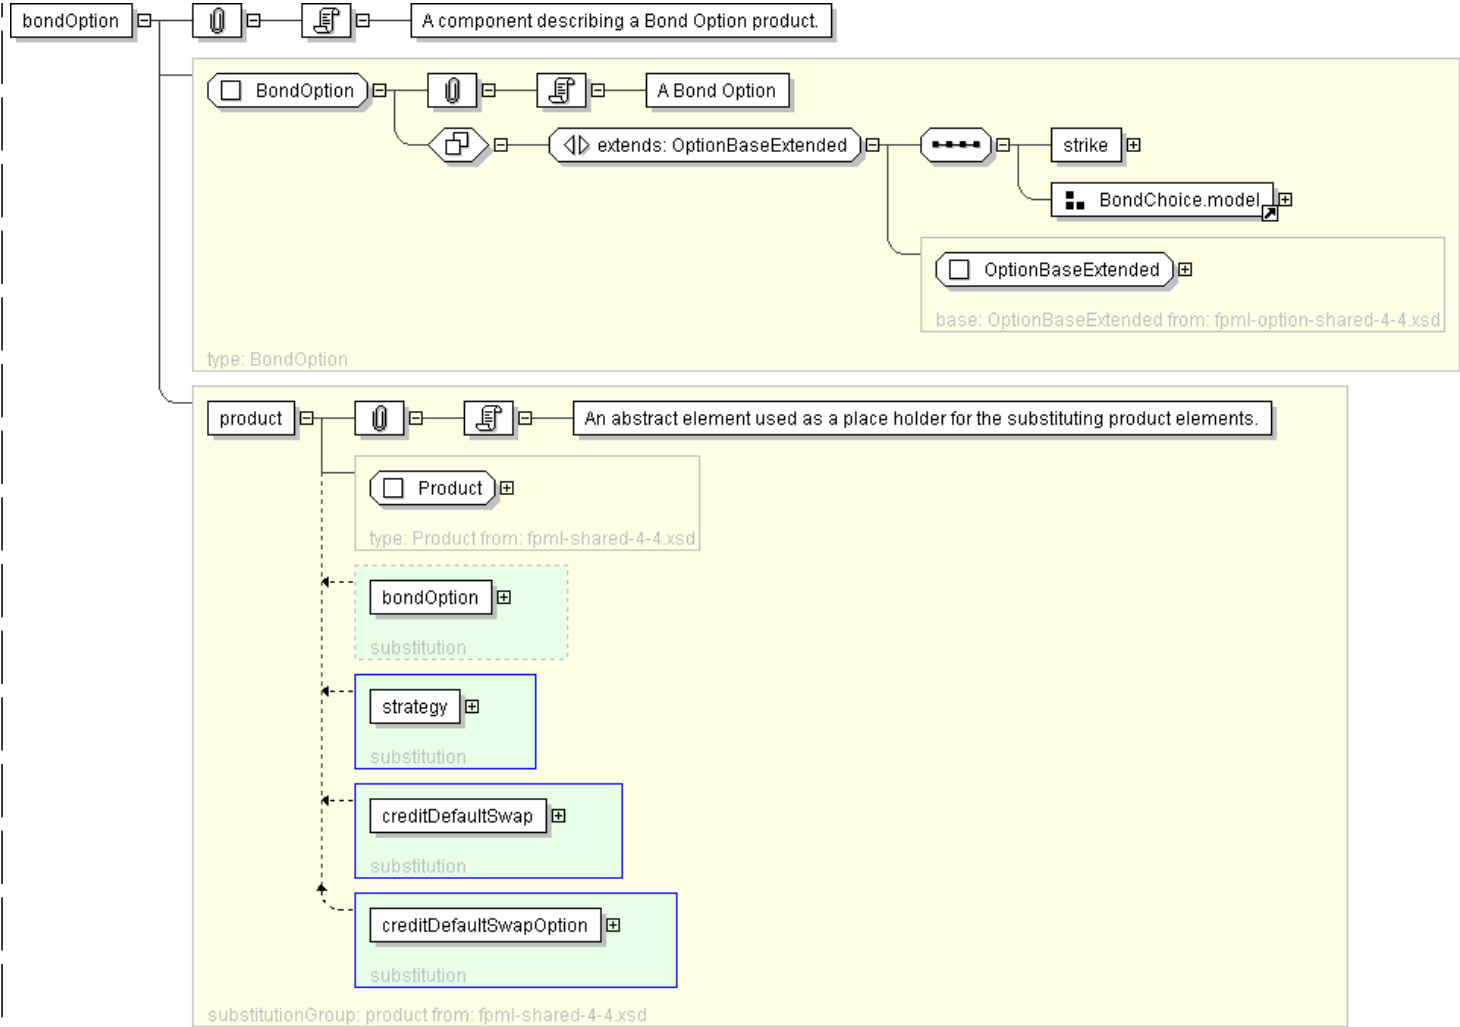 bondOption A component describing a Bond Option product.
BondOption A Bond Option
extends: OptionBaseExtended strike
BondChoice.model
OptionBaseExtended
base: OptionBaseExtended from: fpml-option-shared-4-4.xsd
type: BondOption
product An abstract element used as a place holder for the substituting product elements.
Product
type: Product from: fpml-shared-4-4.xsd
bondOption
substitution
strategy
substitution
creditDefaultSwap
substitution
creditDefaultSwapOption
substitution
substitutionGroup: product from: fpml-shared-4-4.xsd